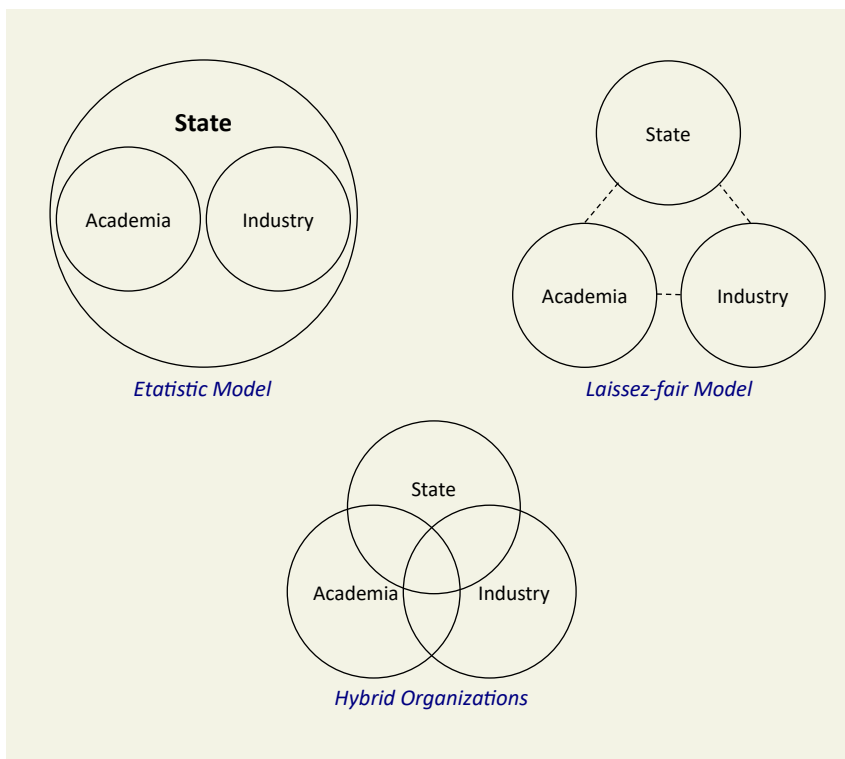 State
Academia
Industry
Etatistic Model
State
Academia
Industry
Laissez-fair Model
State
Academia
Industry
Hybrid Organizations